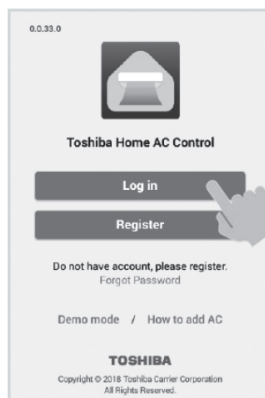 0.0.33.0
Toshiba Home AC Control
Log in
Register
Do not have account, please register.
Forgot Password
Demo mode / How to add AC
TOSHIBA
Copyright © 2018 Toshiba Carrier Corporation
All Rights Reserved.